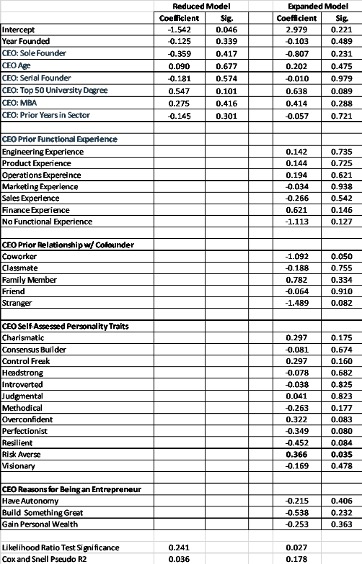 Reduced Model Expanded Model
Coefficient Sig. Coefficient Sig.
Intercept -1.542 0.046 2.979 0.221
Year Founded -0.125 0.339 -0.103 0.489
CEO: Sole Founder -0.359 0.417 -0.807 0.231
CEO Age 0.090 0.677 0.202 0.475
CEO: Serial Founder -0.181 0.574 -0.010 0.979
CEO: Top 50 University Degree 0.547 0.101 0.638 0.089
CEO: MBA 0.275 0.416 0.414 0.288
CEO: Prior Years in Sector -0.145 0.301 -0.057 0.721
CEO Prior Functional Experience
Engineering Experience 0.142 0.735
Product Experience 0.144 0.725
Operations Expereince 0.194 0.621
Marketing Experience -0.034 0.938
Sales Experience -0.266 0.542
Finance Experience 0.621 0.146
No Functional Experience -1.113 0.127
CEO Prior Relationship w/ Cofounder
Coworker -1.092 0.050
Classmate -0.188 0.755
Family Member 0.782 0.334
Friend -0.064 0.910
Stranger -1.489 0.082
CEO Self-Assessed Personality Traits
Charismatic 0.297 0.175
Consensus Builder -0.081 0.674
Control Freak 0.297 0.160
Headstrong -0.078 0.682
Introverted -0.038 0.825
Judgmental 0.041 0.823
Methodical -0.263 0.177
Overconfident 0.322 0.083
Perfectionist -0.349 0.080
Resilient -0.452 0.084
Risk Averse 0.366 0.035
Visionary -0.169 0.478
CEO Reasons for Being an Entrepreneur
Have Autonomy -0.215 0.406
Build Something Great -0.538 0.232
Gain Personal Wealth -0.253 0.363
Likelihood Ratio Test Significance 0.241 0.027
Cox and Snell Pseudo R2 0.036 0.178